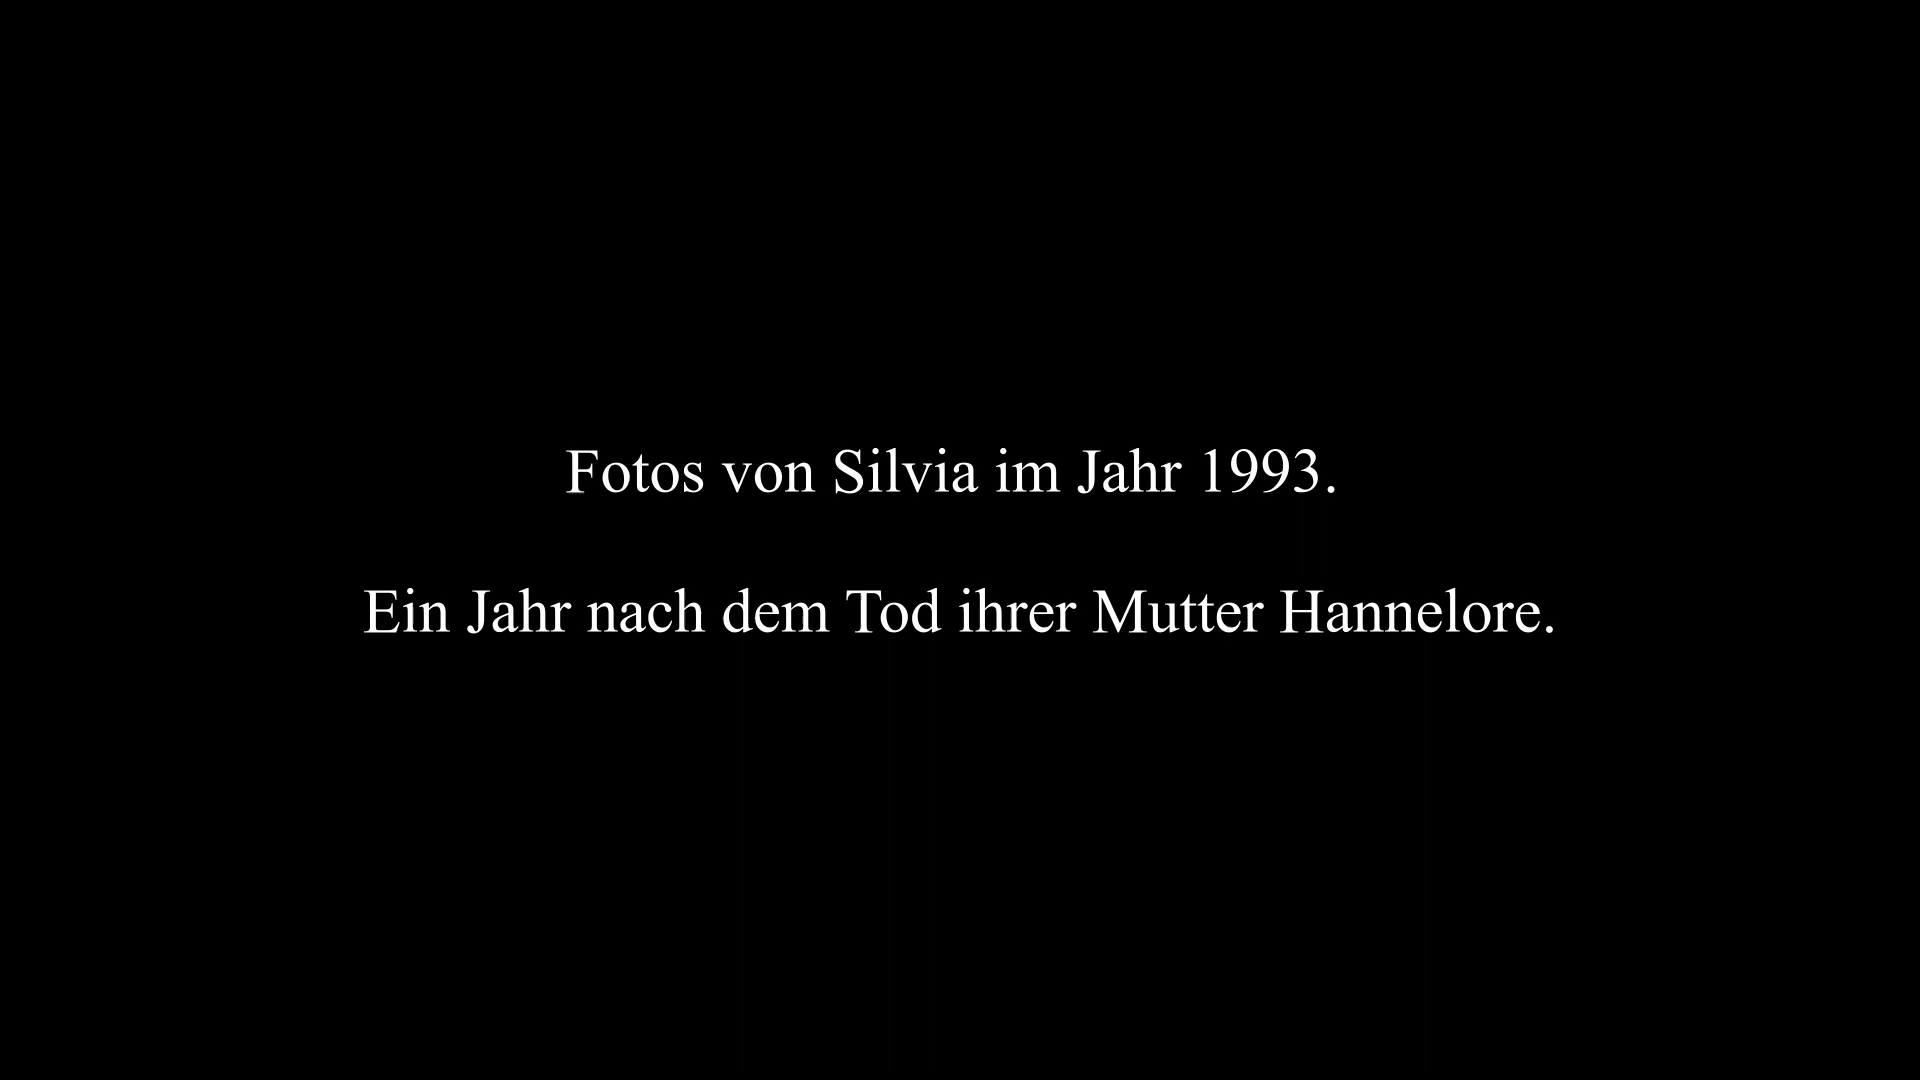 Fotos von Silvia im Jahr 1993.
Ein Jahr nach dem Tod ihrer Mutter Hannelore.